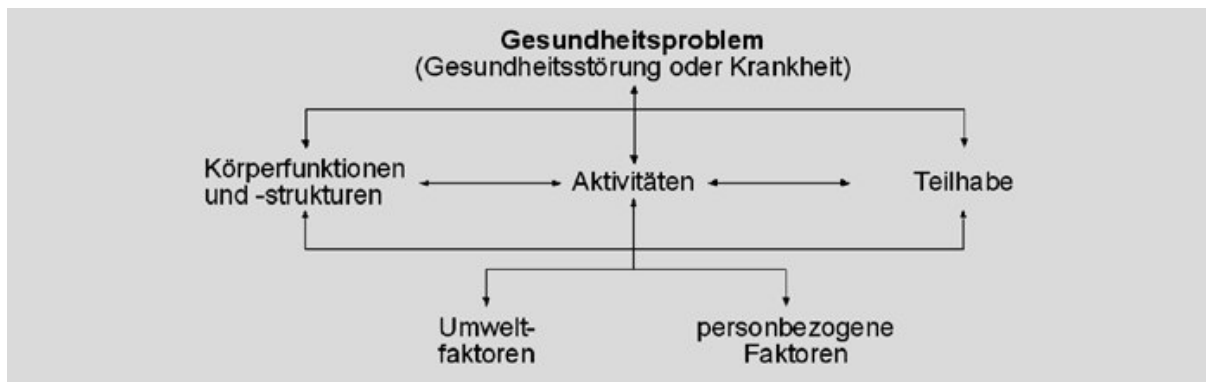 Gesundheitsproblem
(Gesundheitsstörung oder Krankheit)
Körperfunktionen
und -strukturen
Aktivitäten
Teilhabe
Umwelt-
faktoren
personbezogene
Faktoren